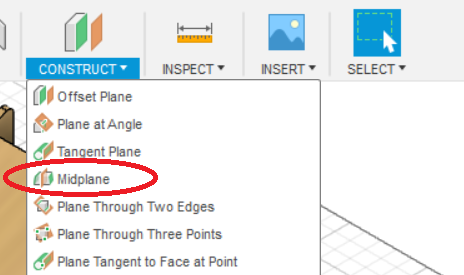 CONSTRUCT ▾ INSPECT ▾ INSERT ▾ SELECT ▾
Offset Plane
Plane at Angle
Tangent Plane
Midplane
Plane Through Two Edges
Plane Through Three Points
Plane Tangent to Face at Point